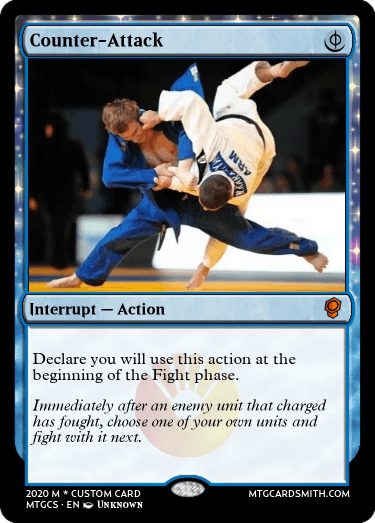 Counter-Attack
ARM
Interrupt — Action
Declare you will use this action at the
beginning of the Fight phase.
Immediately after an enemy unit that charged
has fought, choose one of your own units and
fight with it next.
2020 M * CUSTOM CARD
MTGCS · EN Unknown
MTGCARDSMITH.COM